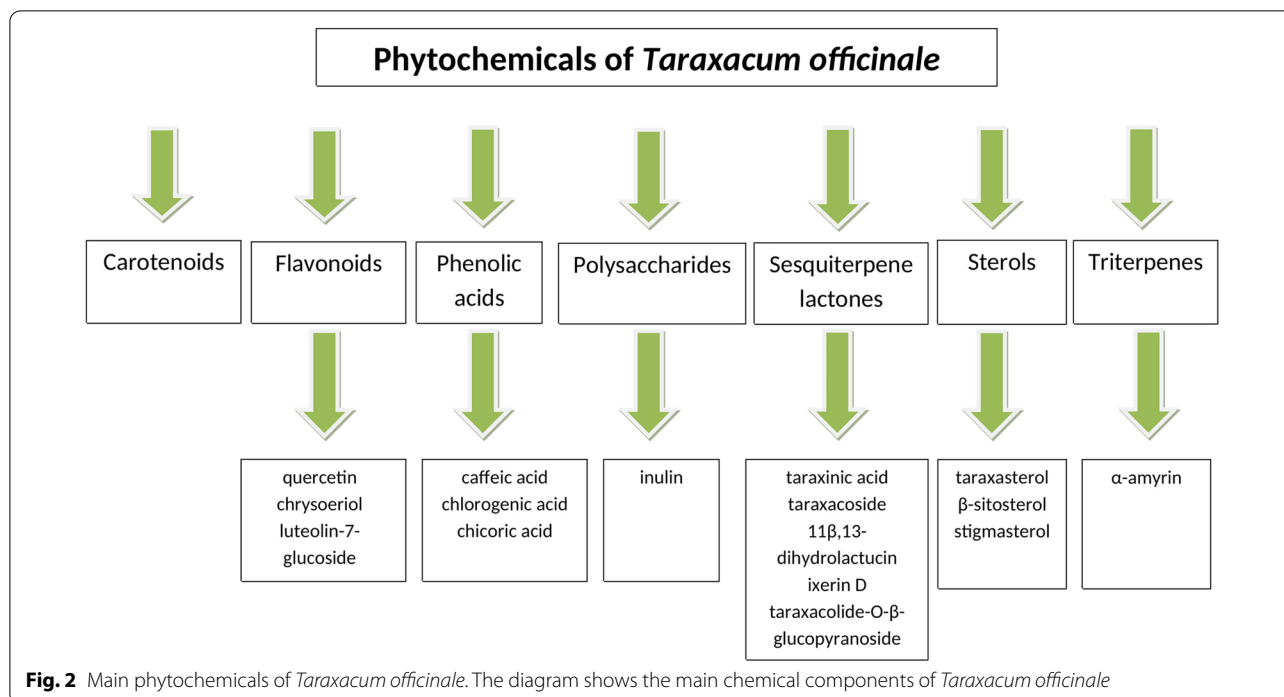 Phytochemicals of Taraxacum officinale
Carotenoids
Flavonoids
Phenolic
acids
Polysaccharides
Sesquiterpene
lactones
Sterols
Triterpenes
quercetin
chrysoeriol
luteolin-7-
glucoside
caffeic acid
chlorogenic acid
chicoric acid
inulin
taraxinic acid
taraxacoside
11β,13-
dihydrolactucin
ixerin D
taraxacolide-O-β-
glucopyranoside
taraxasterol
β-sitosterol
stigmasterol
α-amyrin
Fig. 2 Main phytochemicals of Taraxacum officinale. The diagram shows the main chemical components of Taraxacum officinale